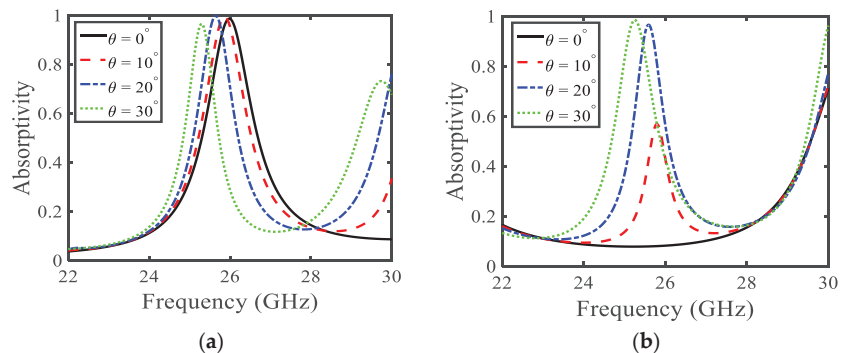 1
0.8
0.6
0.4
0.2
0
Absorptivity
θ = 0°
θ = 10°
θ = 20°
θ = 30°
22 24 26 28 30
Frequency (GHz)
(a)
1
0.8
0.6
0.4
0.2
0
Absorptivity
θ = 0°
θ = 10°
θ = 20°
θ = 30°
22 24 26 28 30
Frequency (GHz)
(b)